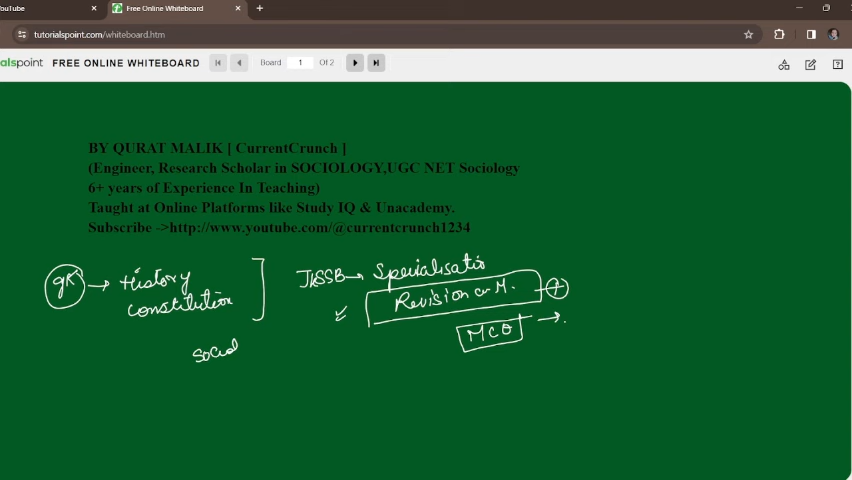 YouTube
Free Online Whiteboard
tutorialspoint.com/whiteboard.htm
alspoint FREE ONLINE WHITEBOARD Board 1 Of 2
BY QURAT MALIK [ CurrentCrunch ]
(Engineer, Research Scholar in SOCIOLOGY,UGC NET Sociology
6+ years of Experience In Teaching)
Taught at Online Platforms like Study IQ & Unacademy.
Subscribe ->http://www.youtube.com/@currentcrunch1234
gK → History
constitution
social
JKSSB → Specialisatio
Revision cum M.
MCQ →